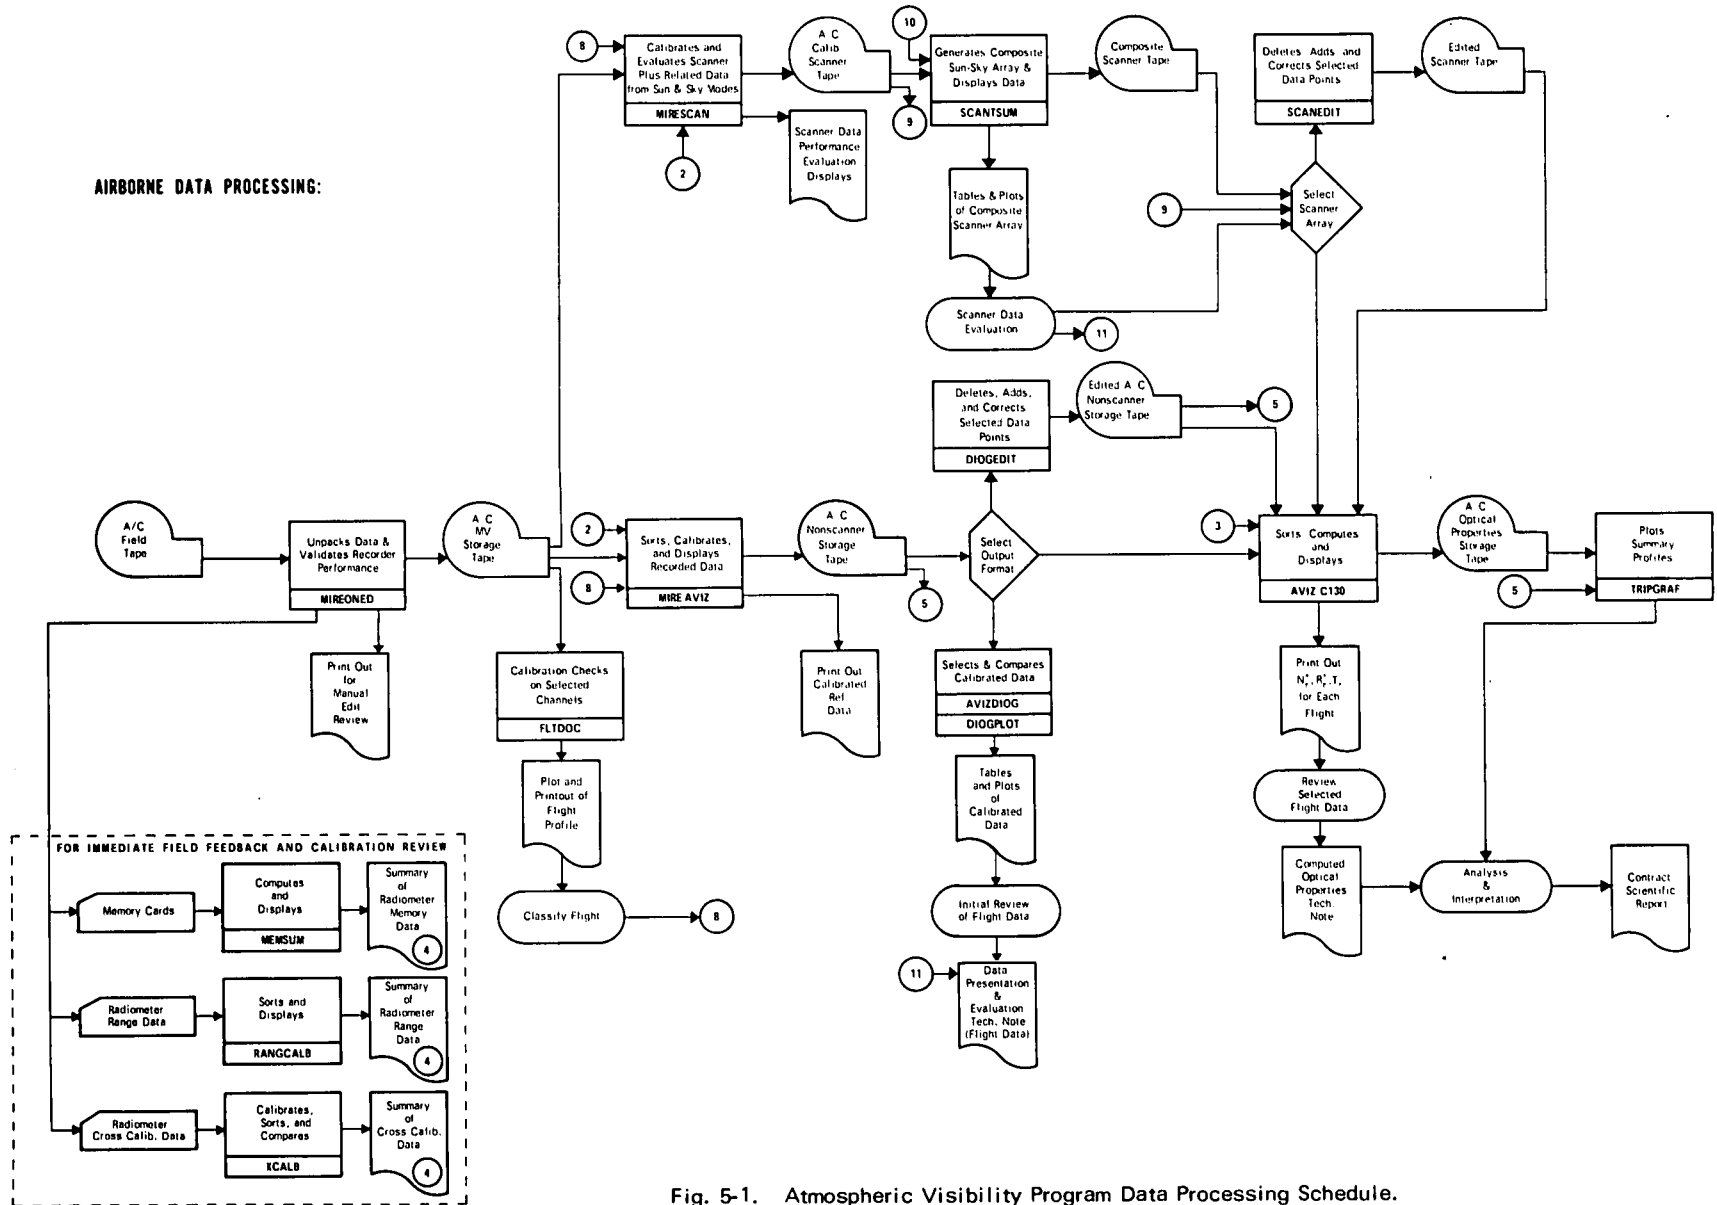 AIRBORNE DATA PROCESSING:
8
Calibrates and
Evaluates Scanner
Plus Related Data
from Sun & Sky Modes
MIRESCAN
2
A C
Calib
Scanner
Tape
9
Scanner Data
Performance
Evaluation
Displays
10
Generates Composite
Sun-Sky Array &
Displays Data
SCANTSUM
Composite
Scanner Tape
Tables & Plots
of Composite
Scanner Array
Scanner Data
Evaluation
11
Deletes Adds and
Corrects Selected
Data Points
SCANEDIT
Edited
Scanner Tape
9
Select
Scanner
Array
Deletes, Adds,
and Corrects
Selected Data
Points
DIOGEDIT
Edited A C
Nonscanner
Storage Tape
5
A/C
Field
Tape
Unpacks Data &
Validates Recorder
Performance
MIREONED
A C
MV
Storage
Tape
2
8
Sorts, Calibrates,
and Displays
Recorded Data
MIRE AVIZ
A C
Nonscanner
Storage
Tape
5
Select
Output
Format
3
Sorts Computes
and
Displays
AVIZ C130
A C
Optical
Properties
Storage
Tape
5
Plots
Summary
Profiles
TRIPGRAF
Print Out
for
Manual
Edit
Review
Calibration Checks
on Selected
Channels
FLTDOC
Print Out
Calibrated
Ref
Data
Selects & Compares
Calibrated Data
AVIZDIOG
DIOGPLOT
Print Out
for Each
Flight
Plot and
Printout of
Flight
Profile
Tables
and Plots
of
Calibrated
Data
Review
Selected
Flight Data
Classify Flight
8
Initial Review
of Flight Data
Computed
Optical
Properties
Tech.
Note
Analysis
&
Interpretation
Contract
Scientific
Report
11
Data
Presentation
&
Evaluation
Tech. Note
(Flight Data)
FOR IMMEDIATE FIELD FEEDBACK AND CALIBRATION REVIEW
Memory Cards
Computes
and
Displays
MEMSUM
Summary
of
Radiometer
Memory
Data
4
Radiometer
Range Data
Sorts and
Displays
RANGCALB
Summary
of
Radiometer
Range
Data
4
Radiometer
Cross Calib. Data
Calibrates,
Sorts, and
Compares
XCALB
Summary
of
Cross Calib.
Data
4
Fig. 5-1. Atmospheric Visibility Program Data Processing Schedule.